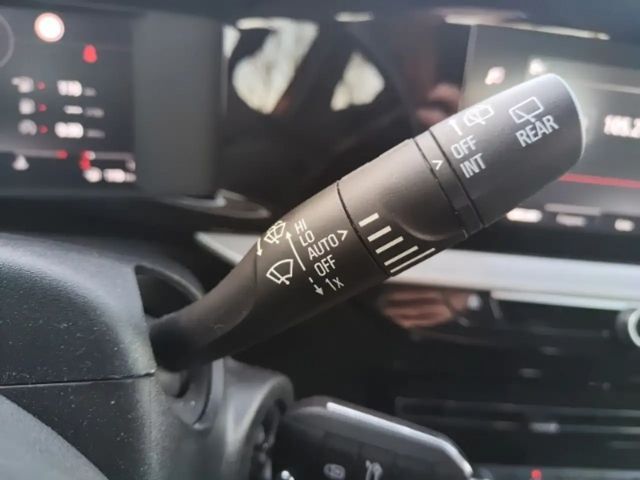 HI
LO
AUTO >
OFF
1x
>
OFF
INT
REAR